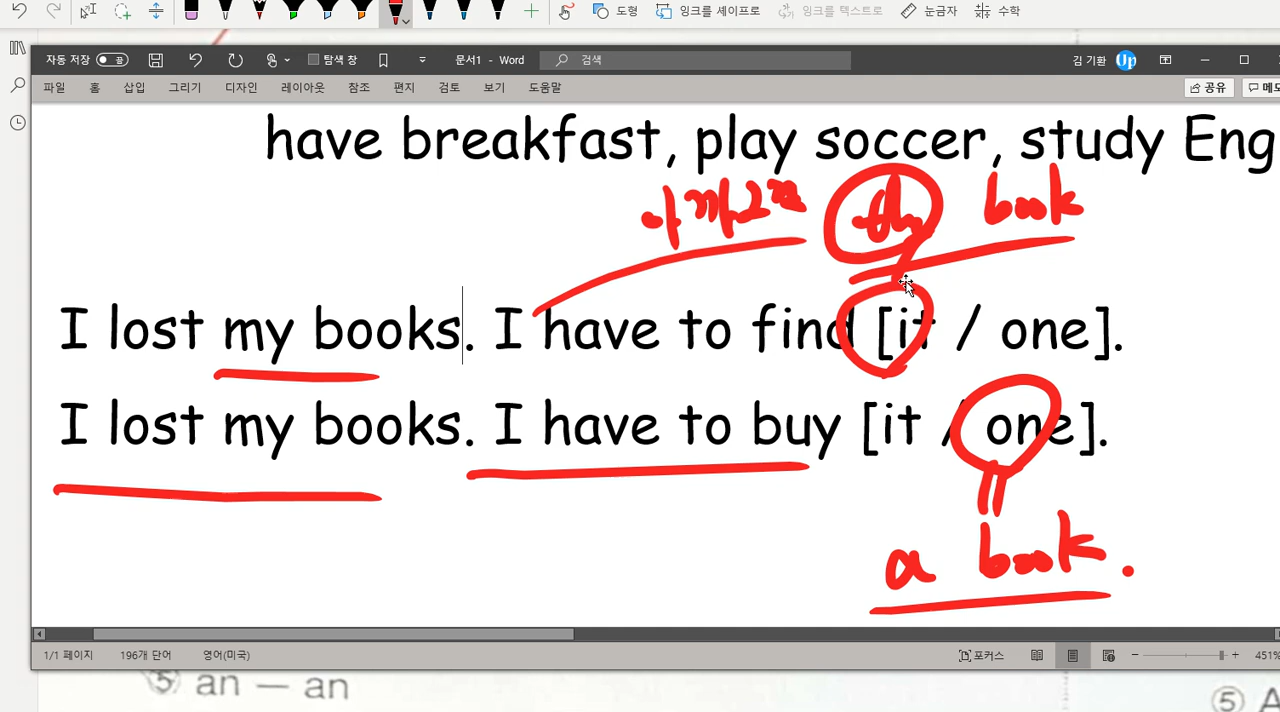 도형 잉크를 셰이프로 잉크를 텍스트로 눈금자 수학
자동 저장 끔 탐색 창 문서1 - Word 검색 김 기환 Up
파일 홈 삽입 그리기 디자인 레이아웃 참조 편지 검토 보기 도움말 공유 메모
have breakfast, play soccer, study Eng
아까그책 the book
I lost my books. I have to find [it / one].
I lost my books. I have to buy [it / one].
a book.
1/1 페이지 196개 단어 영어(미국) 포커스 451%
⑤ an — an
⑤ A